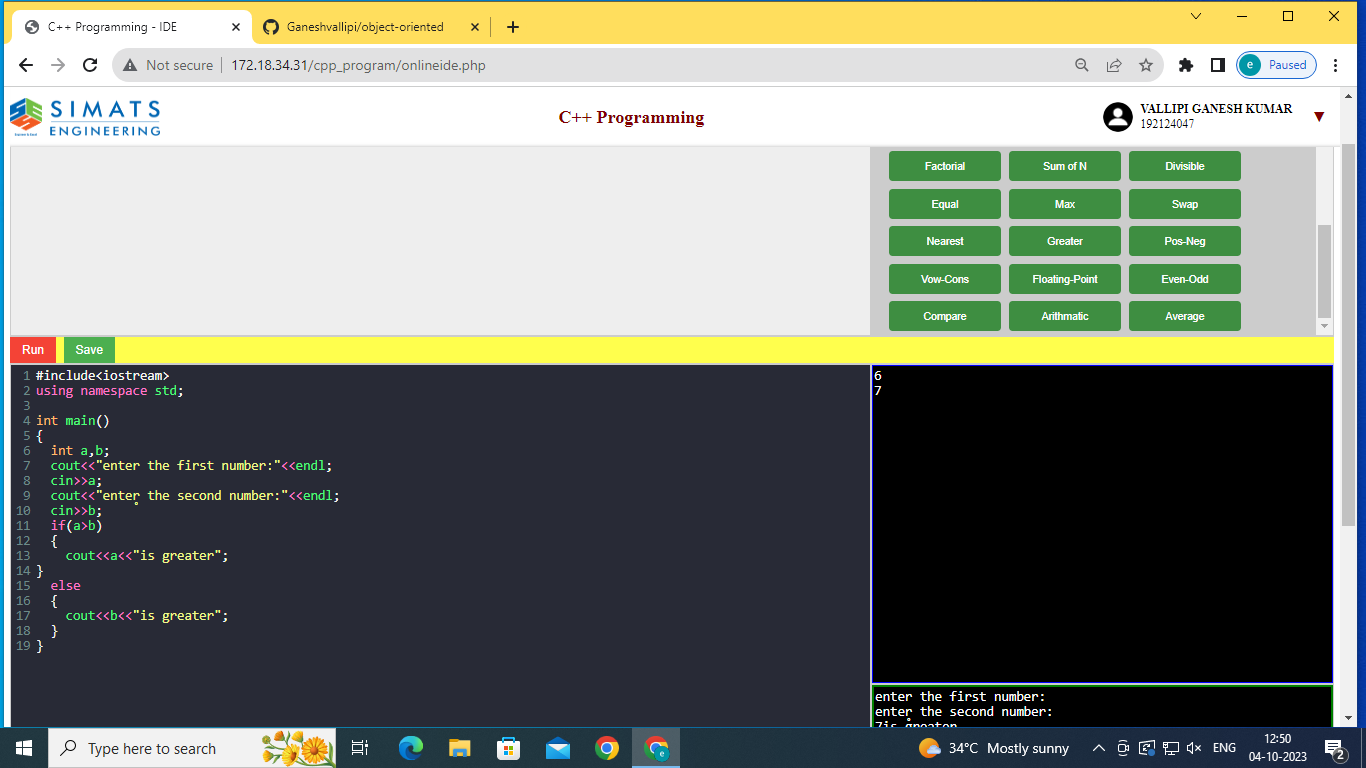 C++ Programming - IDE
Ganeshvallipi/object-oriented
Not secure
172.18.34.31/cpp_program/onlineide.php
e Paused
SIMATS
ENGINEERING
C++ Programming
VALLIPI GANESH KUMAR
192124047
Factorial Sum of N Divisible
Equal Max Swap
Nearest Greater Pos-Neg
Vow-Cons Floating-Point Even-Odd
Compare Arithmatic Average
Run Save
1 #include<iostream>
2 using namespace std;
3
4 int main()
5 {
6 int a,b;
7 cout<<"enter the first number:"<<endl;
8 cin>>a;
9 cout<<"enter the second number:"<<endl;
10 cin>>b;
11 if(a>b)
12 {
13 cout<<a<<"is greater";
14 }
15 else
16 {
17 cout<<b<<"is greater";
18 }
19 }
6
7
enter the first number:
enter the second number:
7is greater
Type here to search
34°C Mostly sunny
ENG
12:50
04-10-2023
2